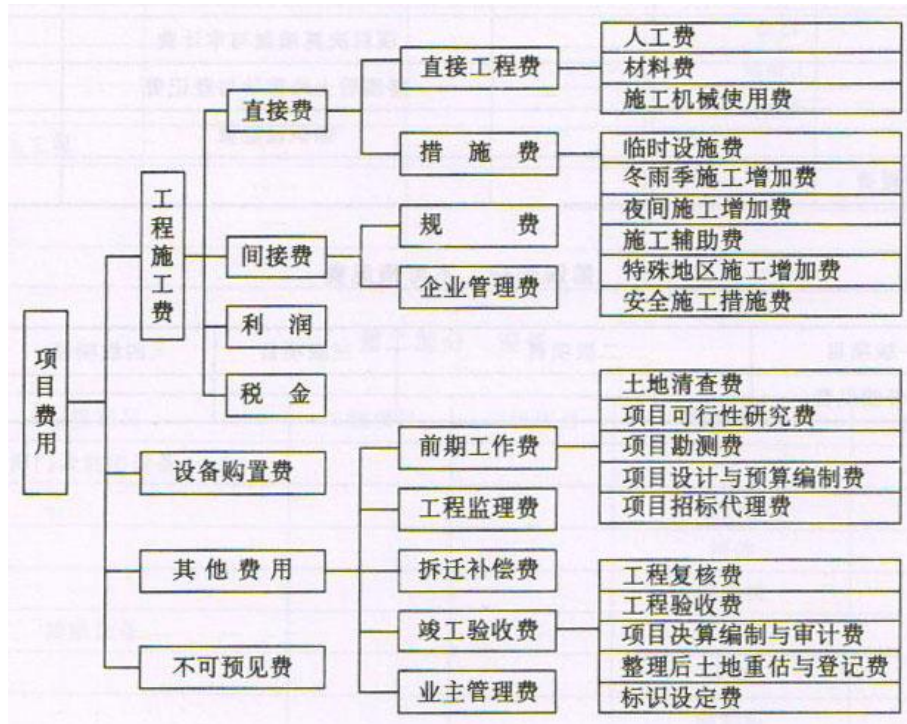 项目费用
工程施工费
直接费
直接工程费
人工费
材料费
施工机械使用费
措施费
临时设施费
冬雨季施工增加费
夜间施工增加费
施工辅助费
特殊地区施工增加费
安全施工措施费
间接费
规费
企业管理费
利润
税金
设备购置费
其他费用
前期工作费
土地清查费
项目可行性研究费
项目勘测费
项目设计与预算编制费
项目招标代理费
工程监理费
拆迁补偿费
竣工验收费
工程复核费
工程验收费
项目决算编制与审计费
整理后土地重估与登记费
标识设定费
业主管理费
不可预见费